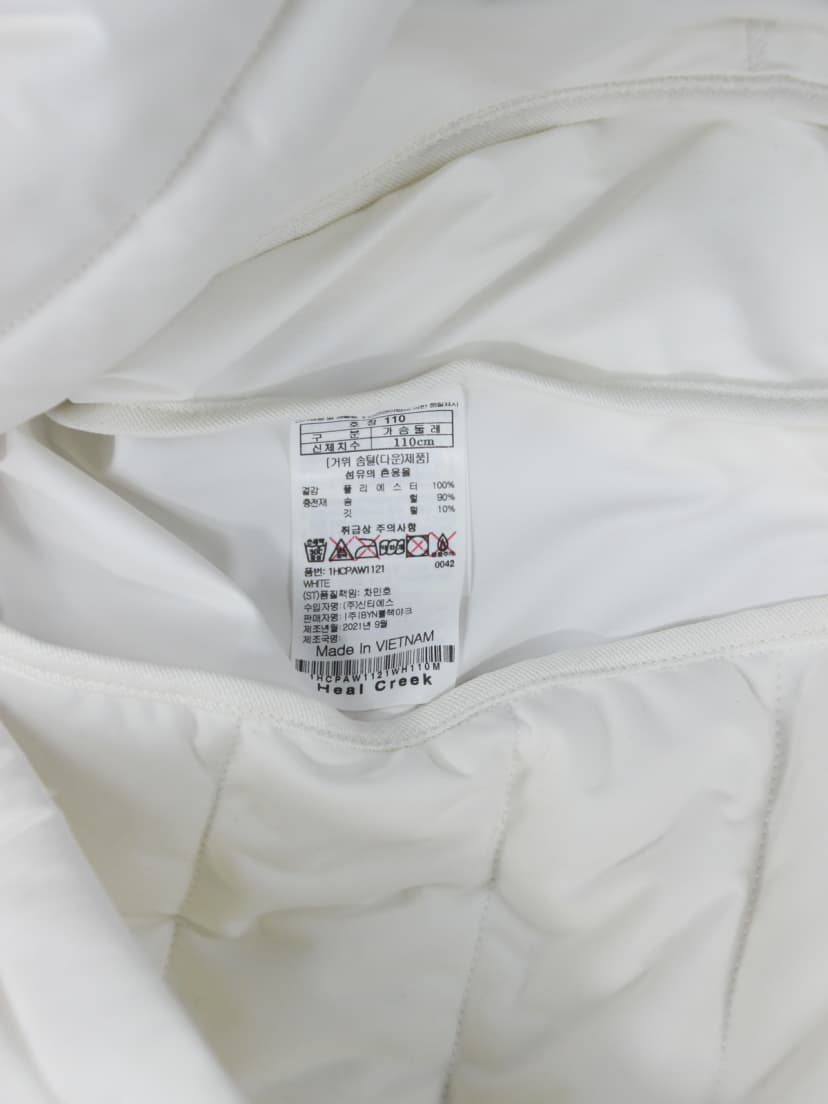 호 칭 110
구 분 가슴둘레
신체치수 110cm
[거위 솜털(다운)제품]
섬유의 혼용율
겉감 폴리에스터 100%
충전재 솜 털 90%
깃 털 10%
취급상 주의사항
0042
품번: 1HCPAW1121
WHITE
(ST)품질책임: 차민호
수입자명: (주)신티에스
판매자명: (주)BYN블랙야크
제조년월: 2021년 9월
제조국명:
Made In VIETNAM
1HCPAW1121WH110M
Heal Creek